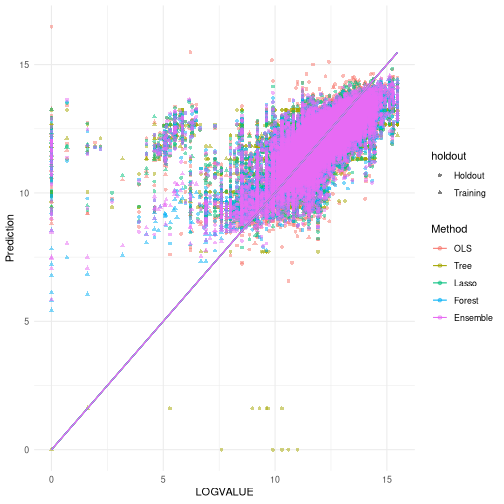 15
10
5
0
Prediction
0
5
10
15
LOGVALUE
holdout
Holdout
Training
Method
OLS
Tree
Lasso
Forest
Ensemble